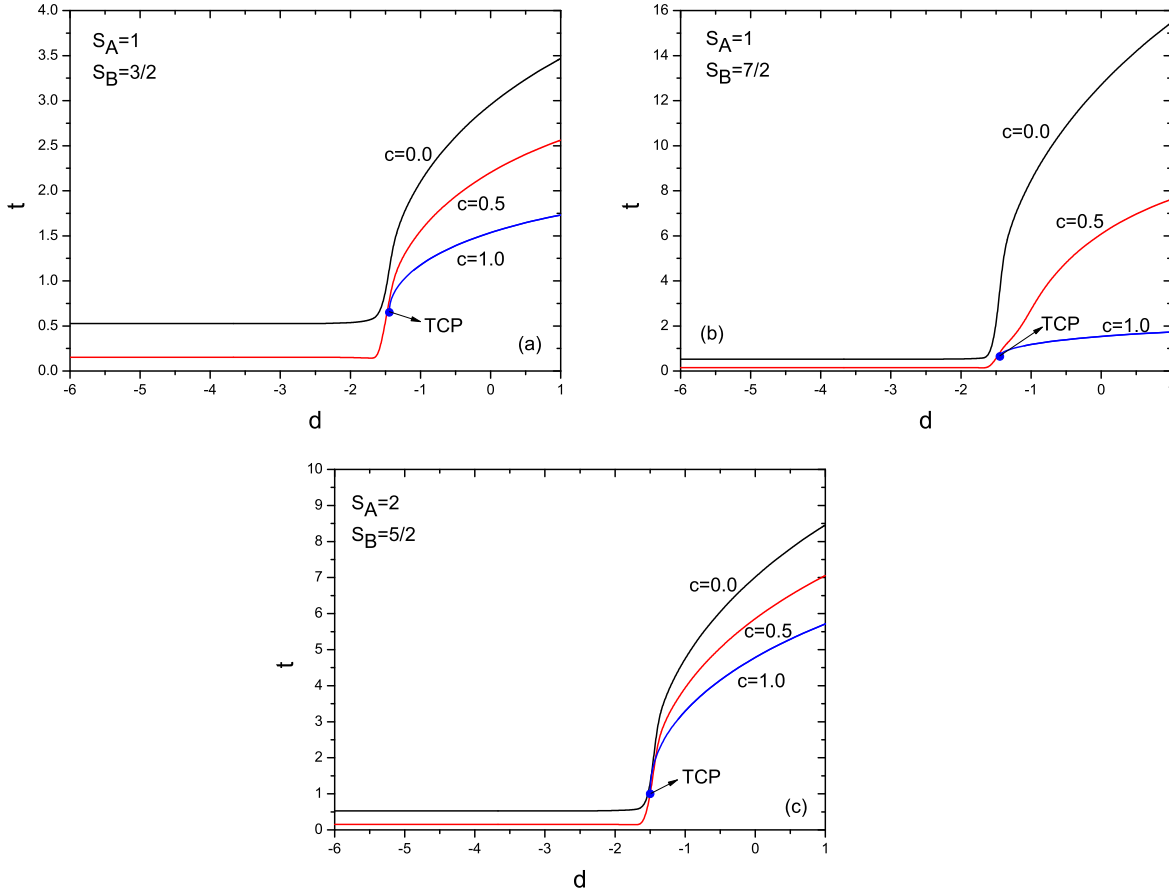 S_A=1
S_B=3/2
c=0.0
c=0.5
c=1.0
TCP
(a)
t
4.0
3.5
3.0
2.5
2.0
1.5
1.0
0.5
0.0
-6 -5 -4 -3 -2 -1 0 1
d
S_A=1
S_B=7/2
c=0.0
c=0.5
TCP
c=1.0
(b)
t
16
14
12
10
8
6
4
2
0
-6 -5 -4 -3 -2 -1 0 1
d
S_A=2
S_B=5/2
c=0.0
c=0.5
c=1.0
TCP
(c)
t
10
9
8
7
6
5
4
3
2
1
0
-6 -5 -4 -3 -2 -1 0 1
d